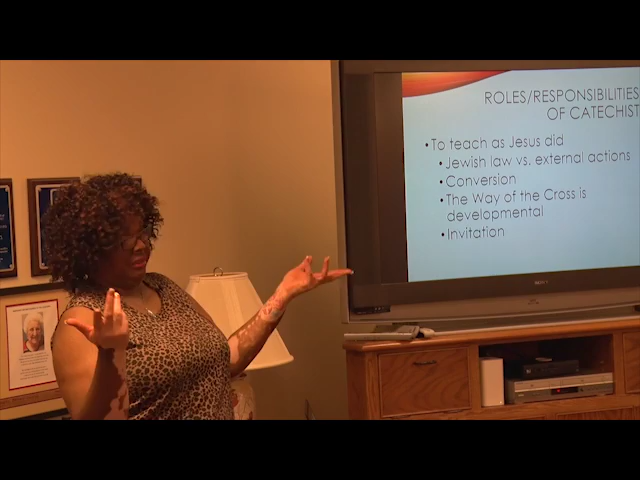 ROLES/RESPONSIBILITIES
OF CATECHIST
• To teach as Jesus did
• Jewish law vs. external actions
• Conversion
• The Way of the Cross is
developmental
• Invitation
SONY